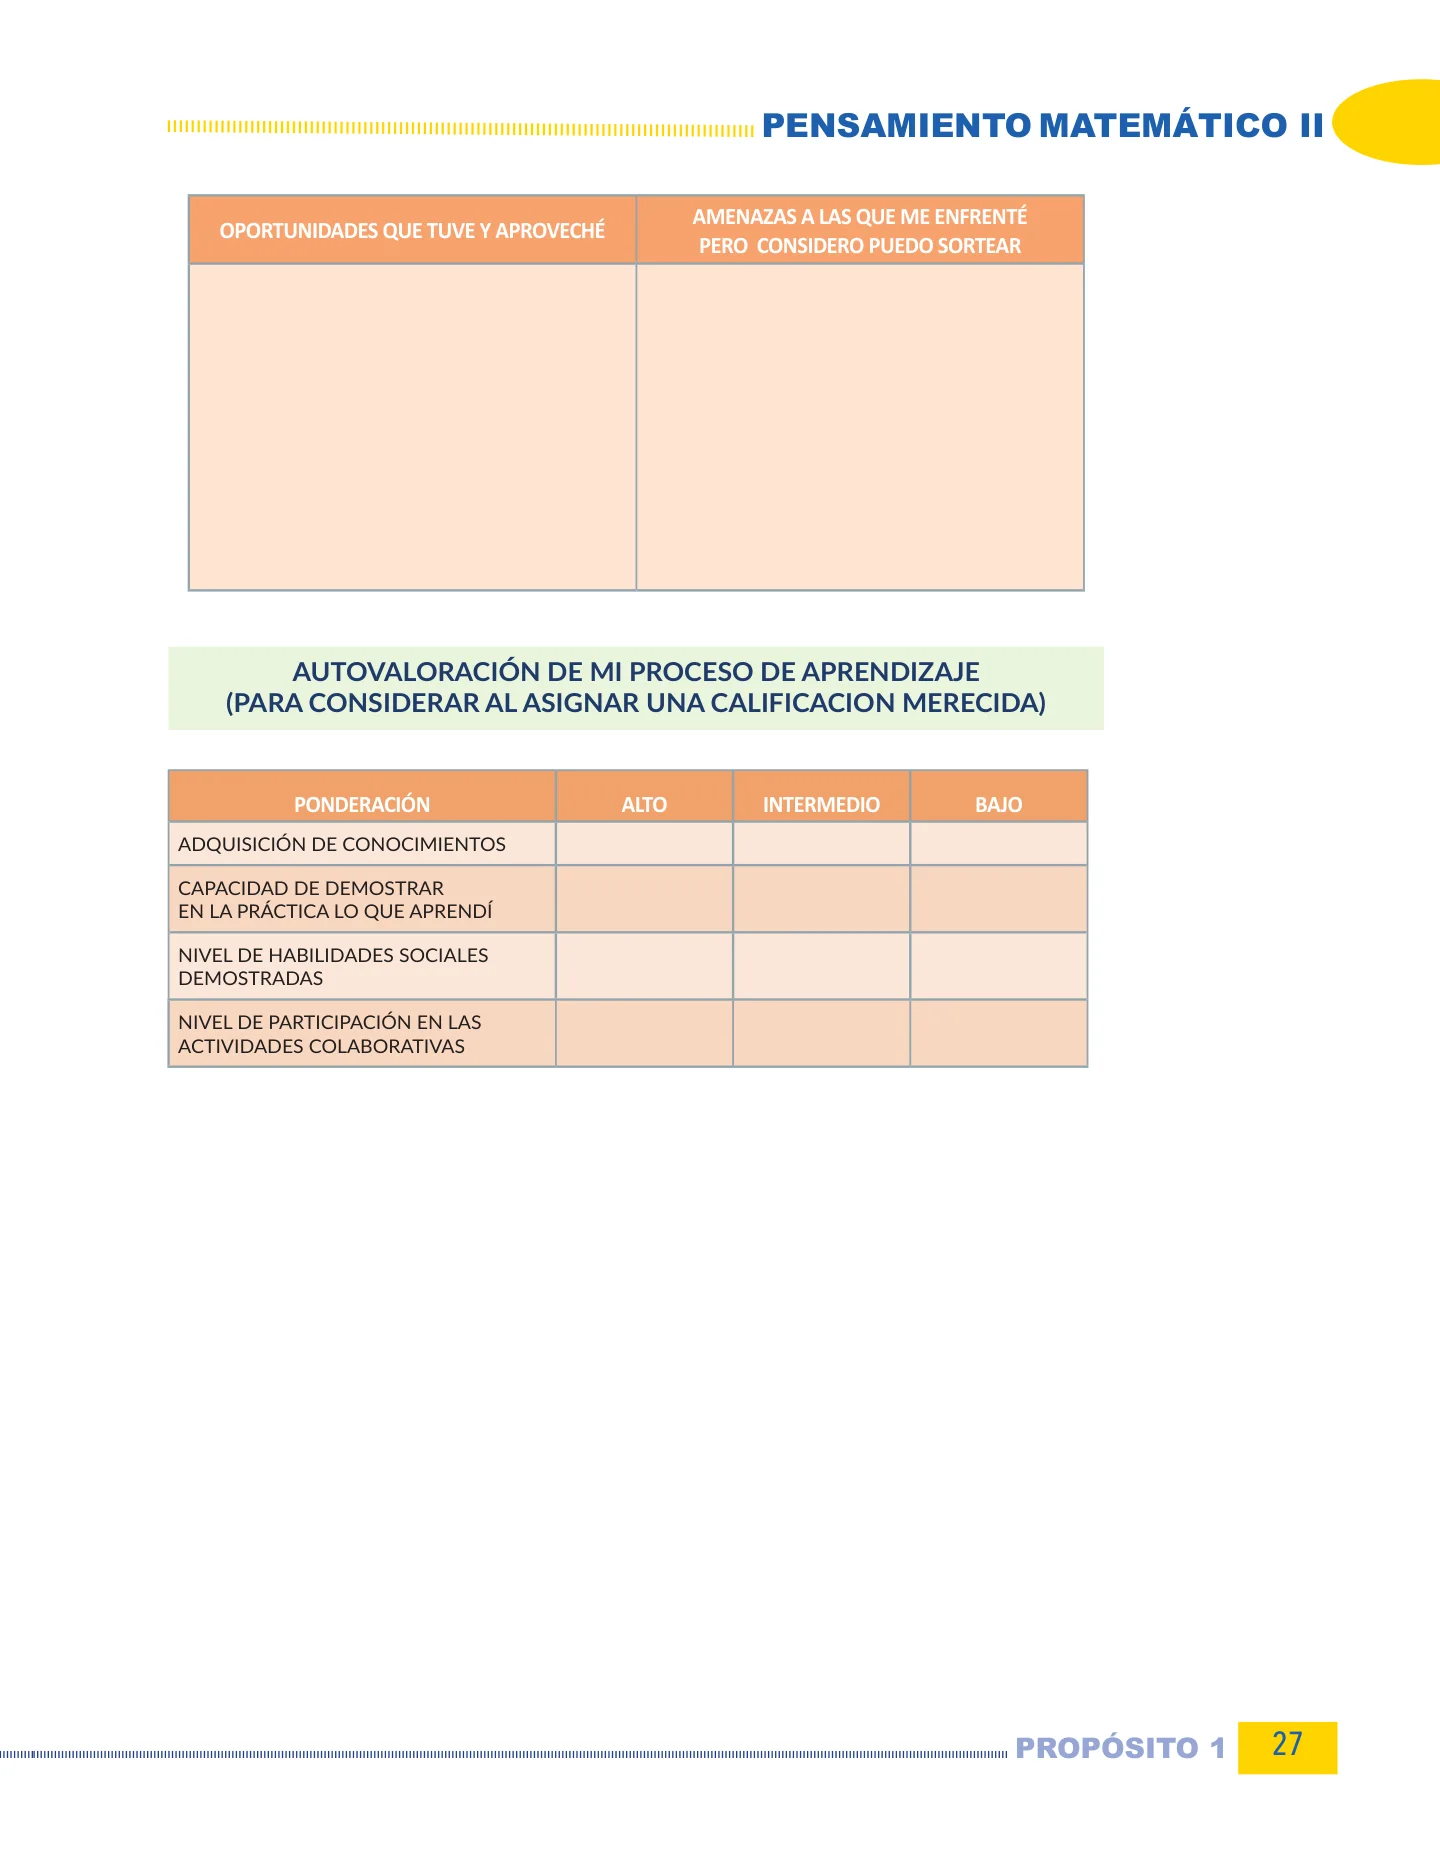 PENSAMIENTO MATEMÁTICO II
OPORTUNIDADES QUE TUVE Y APROVECHÉ
AMENAZAS A LAS QUE ME ENFRENTÉ
PERO CONSIDERO PUEDO SORTEAR
AUTOVALORACIÓN DE MI PROCESO DE APRENDIZAJE
(PARA CONSIDERAR AL ASIGNAR UNA CALIFICACION MERECIDA)
PONDERACIÓN ALTO INTERMEDIO BAJO
ADQUISICIÓN DE CONOCIMIENTOS
CAPACIDAD DE DEMOSTRAR
EN LA PRÁCTICA LO QUE APRENDÍ
NIVEL DE HABILIDADES SOCIALES
DEMOSTRADAS
NIVEL DE PARTICIPACIÓN EN LAS
ACTIVIDADES COLABORATIVAS
PROPÓSITO 1 27